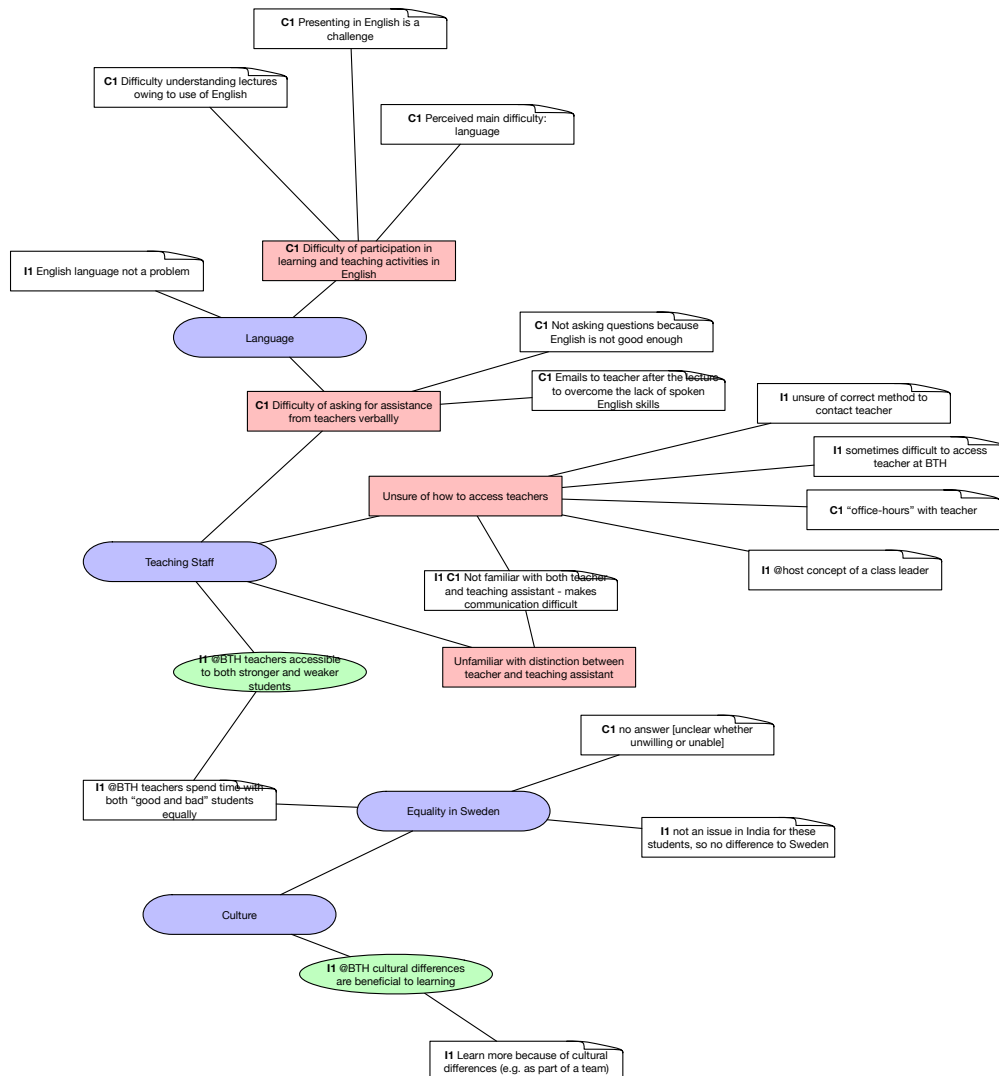 C1 Presenting in English is a
challenge
C1 Difficulty understanding lectures
owing to use of English
C1 Perceived main difficulty:
language
C1 Difficulty of participation in
learning and teaching activities in
English
I1 English language not a problem
Language
C1 Not asking questions because
English is not good enough
C1 Emails to teacher after the lecture
to overcome the lack of spoken
English skills
C1 Difficulty of asking for assistance
from teachers verballly
I1 unsure of correct method to
contact teacher
I1 sometimes difficult to access
teacher at BTH
Unsure of how to access teachers
C1 “office-hours” with teacher
Teaching Staff
I1 @host concept of a class leader
I1 C1 Not familiar with both teacher
and teaching assistant - makes
communication difficult
I1 @BTH teachers accessible
to both stronger and weaker
students
Unfamiliar with distinction between
teacher and teaching assistant
C1 no answer [unclear whether
unwilling or unable]
I1 @BTH teachers spend time with
both “good and bad” students
equally
Equality in Sweden
I1 not an issue in India for these
students, so no difference to Sweden
Culture
I1 @BTH cultural differences
are beneficial to learning
I1 Learn more because of cultural
differences (e.g. as part of a team)